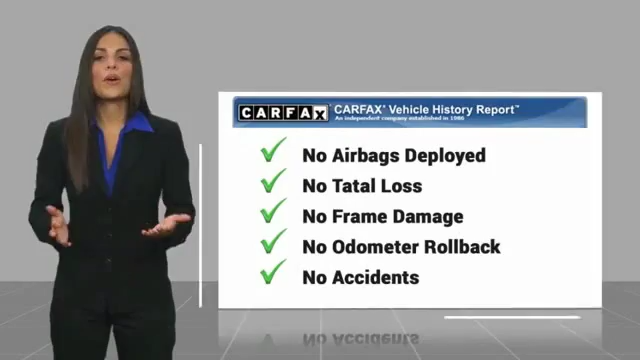 CARFAX CARFAX® Vehicle History Report™
An independent company established in 1986
No Airbags Deployed
No Tatal Loss
No Frame Damage
No Odometer Rollback
No Accidents